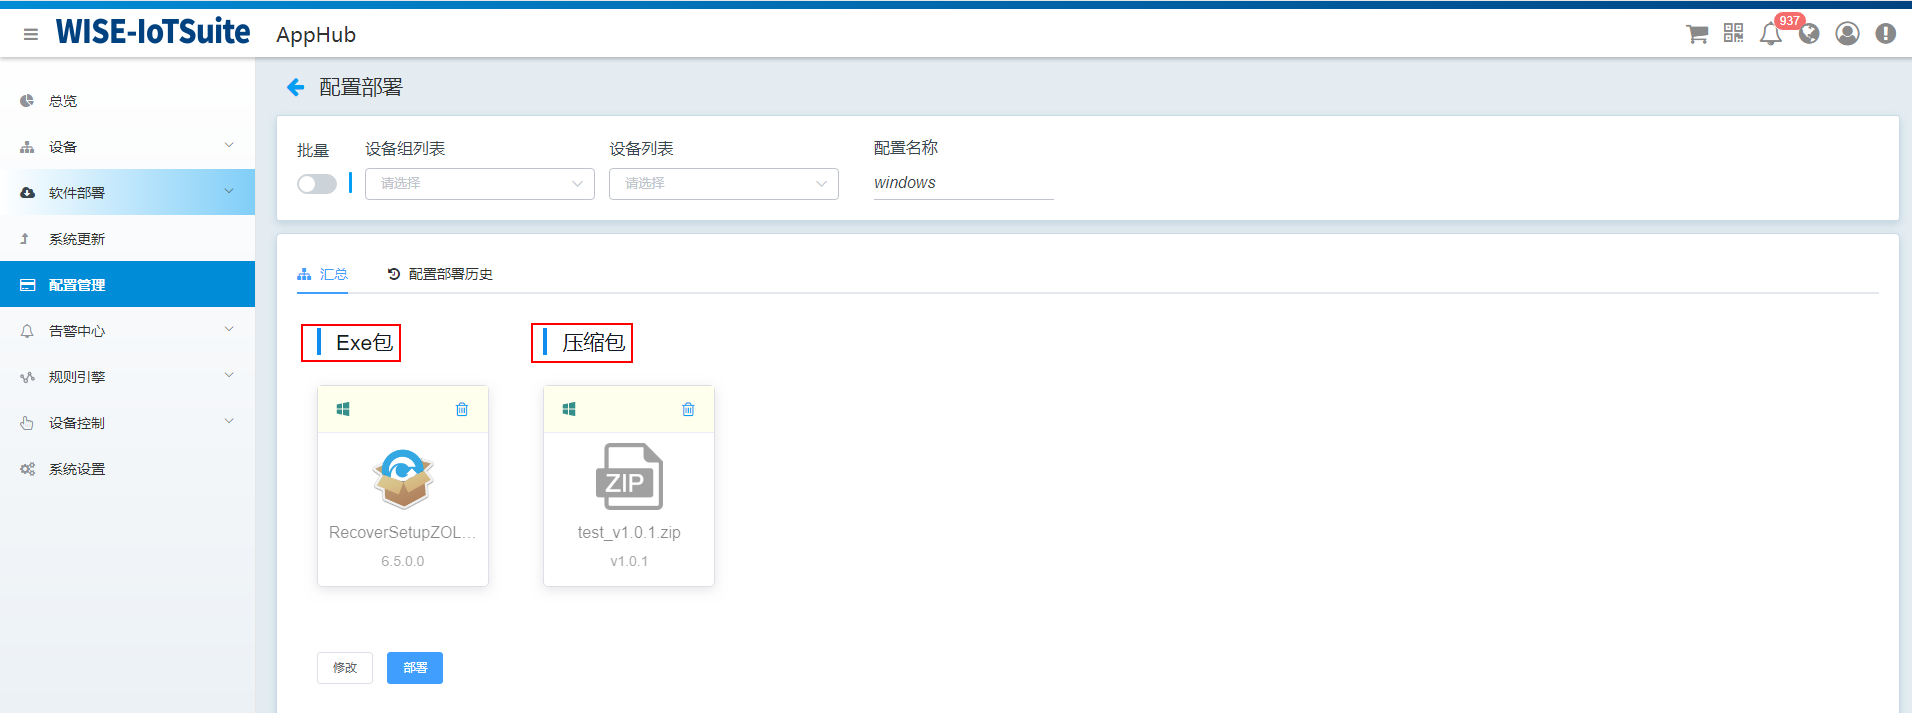 WISE-IoTSuite AppHub 937
总览
设备
软件部署
系统更新
配置管理
告警中心
规则引擎
设备控制
系统设置
配置部署
批量 设备组列表 设备列表 配置名称
请选择 请选择 windows
汇总 配置部署历史
Exe包 压缩包
ZIP
RecoverSetupZOL... test_v1.0.1.zip
6.5.0.0 v1.0.1
修改 部署